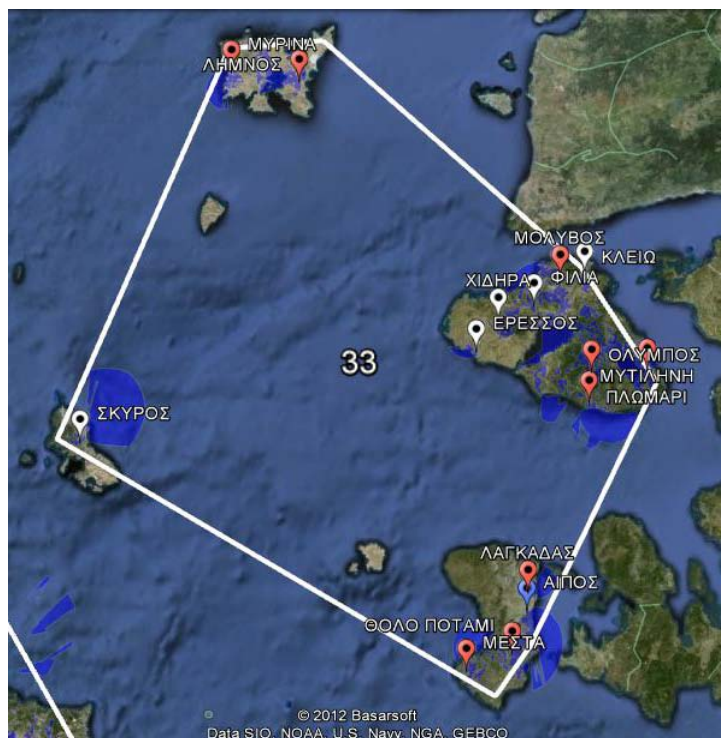 ΜΥΡΙΝΑ
ΛΗΜΝΟΣ
ΜΟΛΥΒΟΣ
ΚΛΕΙΩ
ΦΙΛΙΑ
ΧΙΔΗΡΑ
ΕΡΕΣΣΟΣ
33
ΟΛΥΜΠΟΣ
ΜΥΤΙΛΗΝΗ
ΠΛΩΜΑΡΙ
ΣΚΥΡΟΣ
ΛΑΓΚΑΔΑΣ
ΑΙΠΟΣ
ΘΟΛΟ ΠΟΤΑΜΙ
ΜΕΣΤΑ
© 2012 Basarsoft
Data SIO, NOAA, U.S. Navy, NGA, GEBCO